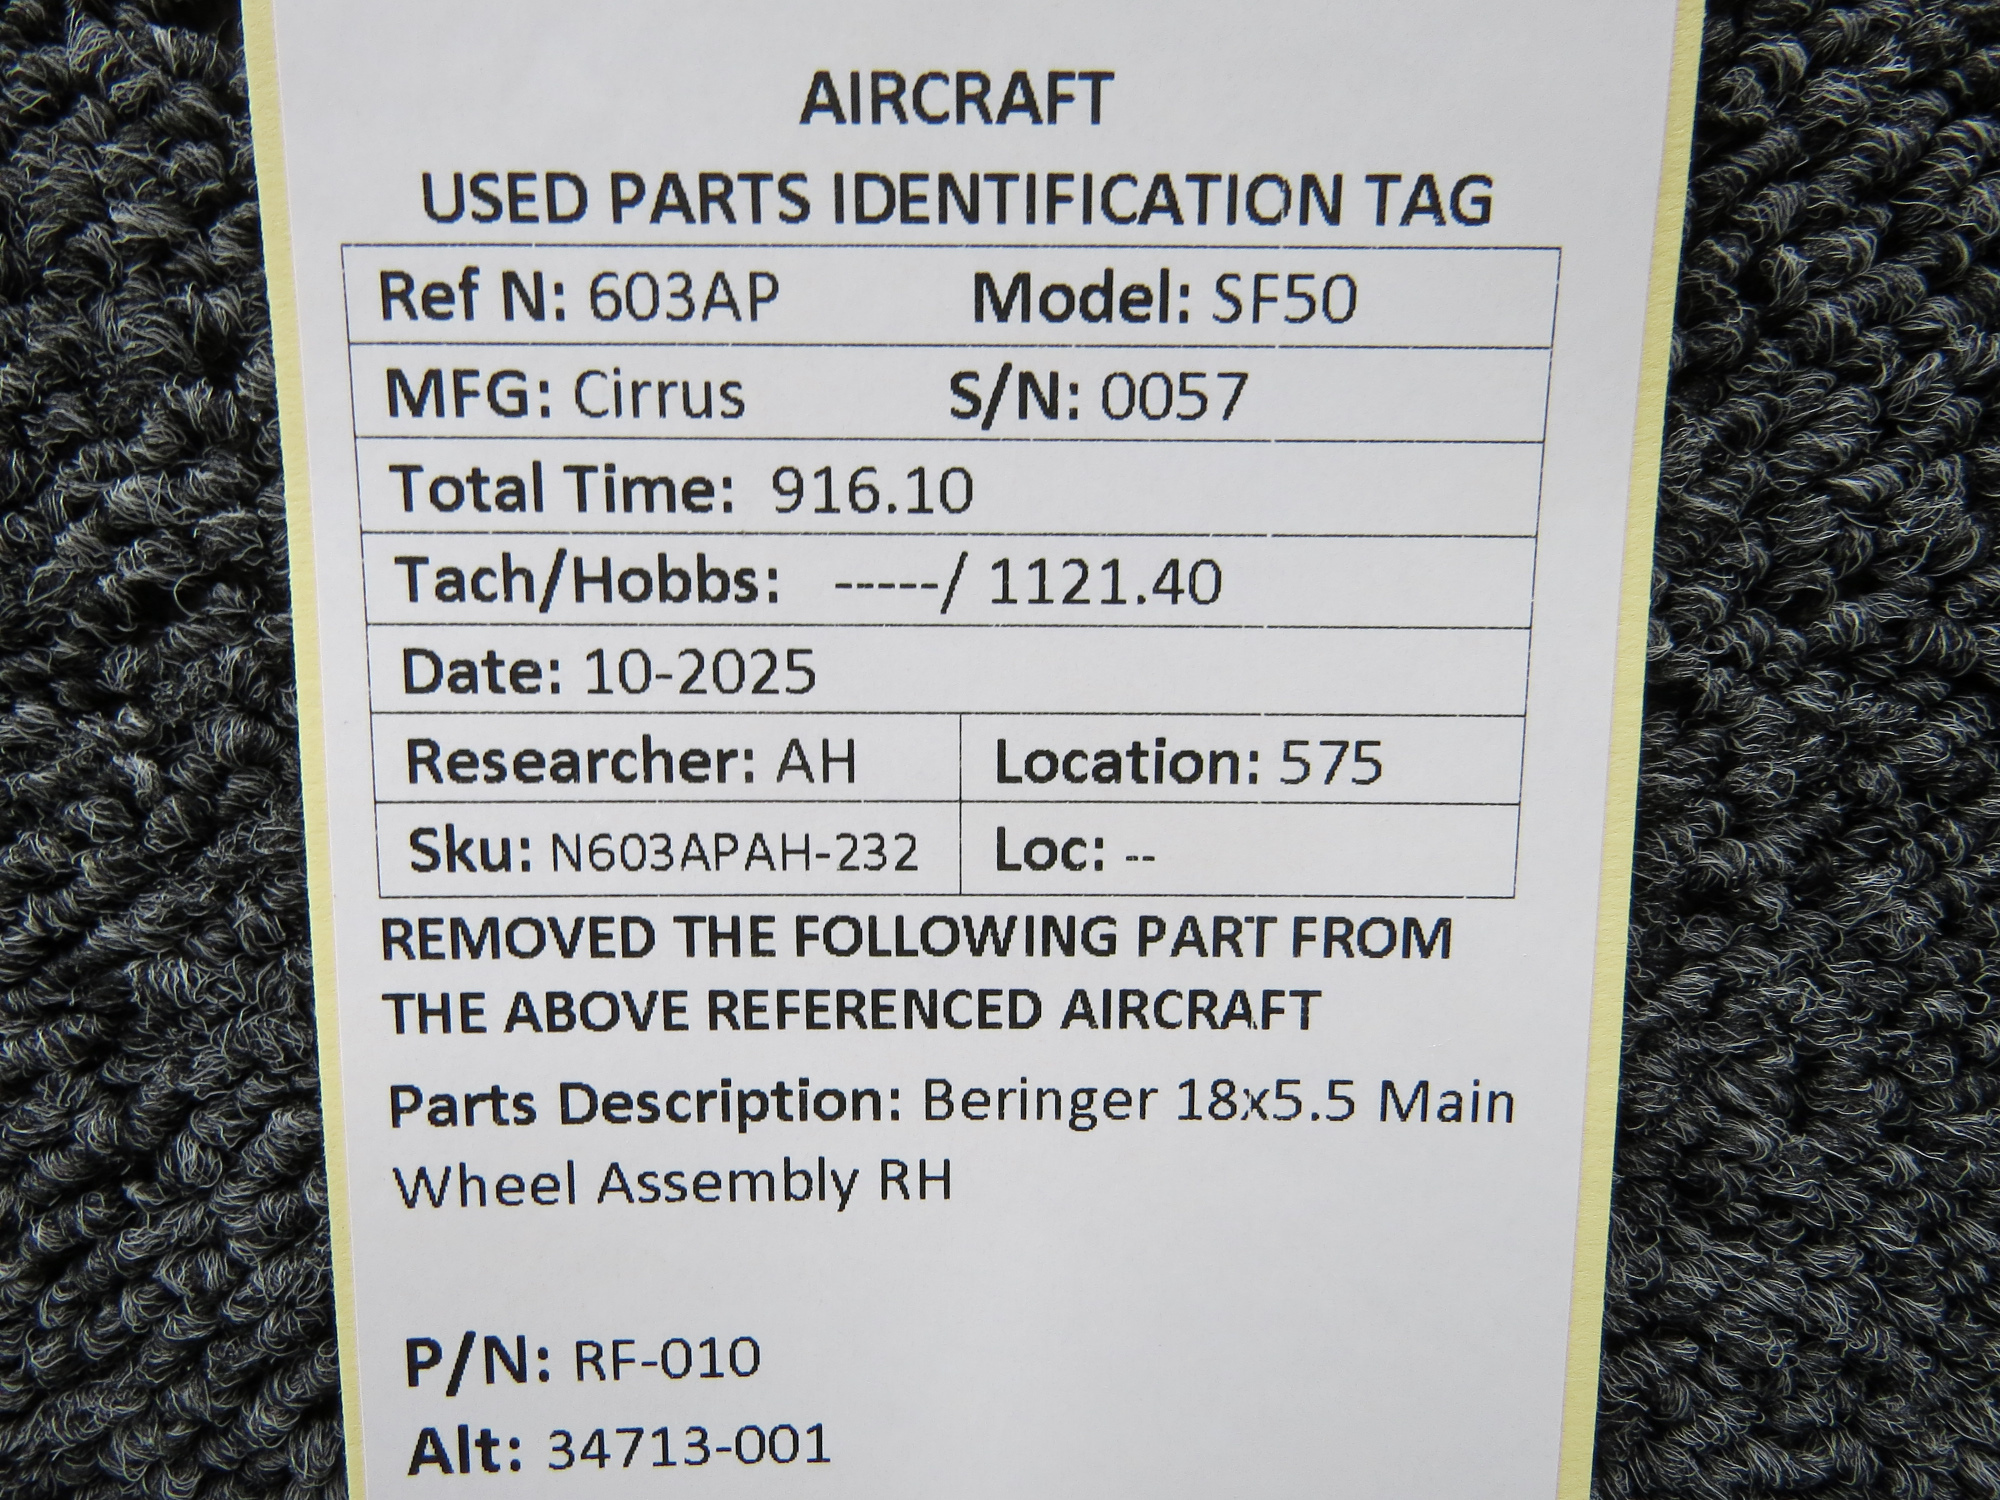 AIRCRAFT
USED PARTS IDENTIFICATION TAG
Ref N: 603AP Model: SF50
MFG: Cirrus S/N: 0057
Total Time: 916.10
Tach/Hobbs: -----/ 1121.40
Date: 10-2025
Researcher: AH Location: 575
Sku: N603APAH-232 Loc: --
REMOVED THE FOLLOWING PART FROM
THE ABOVE REFERENCED AIRCRAFT
Parts Description: Beringer 18x5.5 Main
Wheel Assembly RH
P/N: RF-010
Alt: 34713-001